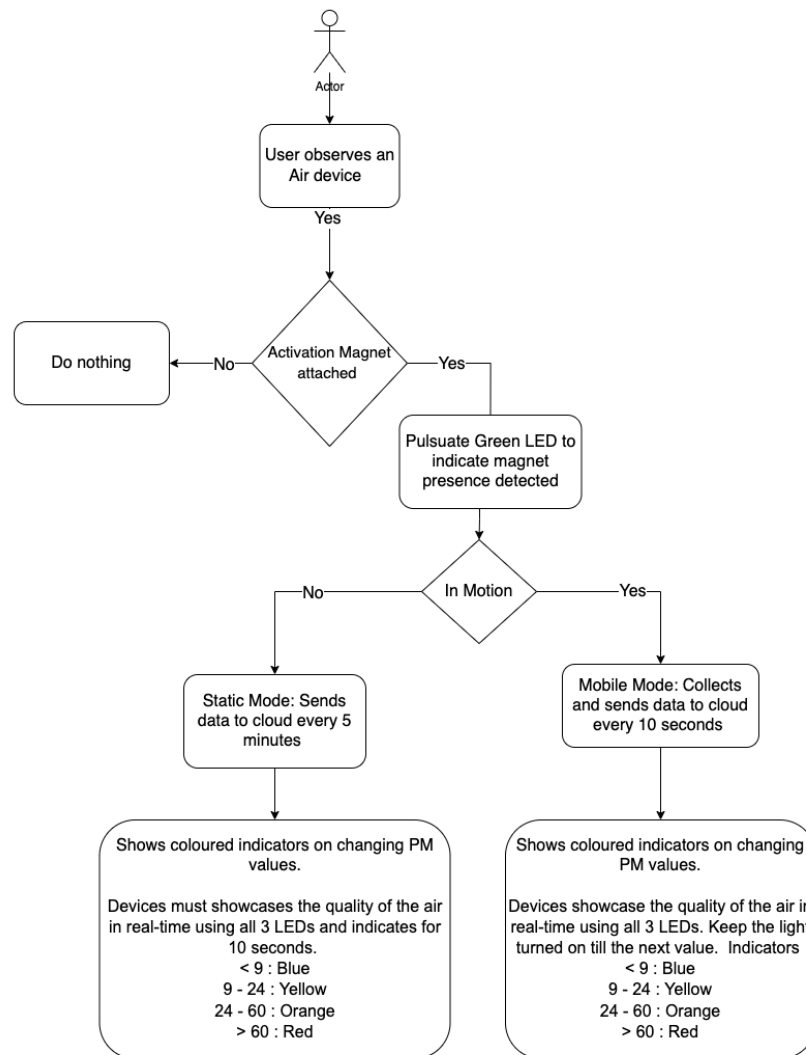 Actor
User observes an
Air device
Yes
Activation Magnet
attached
No
Do nothing
Yes
Pulsuate Green LED to
indicate magnet
presence detected
In Motion
No
Yes
Static Mode: Sends
data to cloud every 5
minutes
Mobile Mode: Collects
and sends data to cloud
every 10 seconds
Shows coloured indicators on changing PM
values.
Devices must showcases the quality of the air
in real-time using all 3 LEDs and indicates for
10 seconds.
< 9 : Blue
9 - 24 : Yellow
24 - 60 : Orange
> 60 : Red
Shows coloured indicators on changing
PM values.
Devices showcase the quality of the air in
real-time using all 3 LEDs. Keep the light
turned on till the next value.  Indicators
< 9 : Blue
9 - 24 : Yellow
24 - 60 : Orange
> 60 : Red